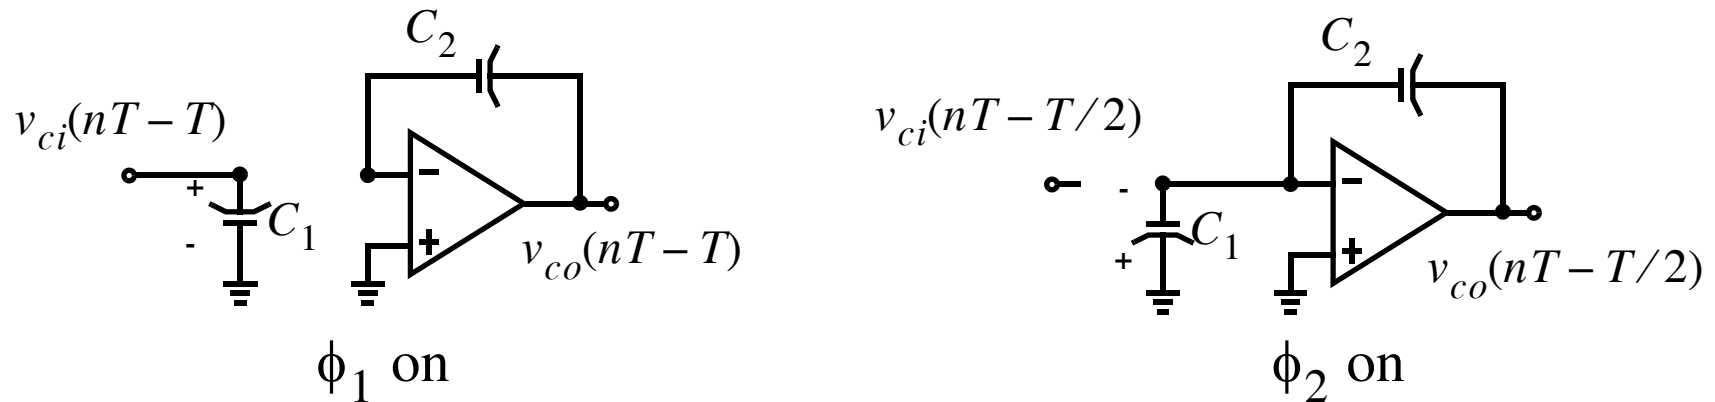 C2
vci(nT − T)
+
-
C1
−
+
vco(nT − T)
ϕ1 on
C2
vci(nT − T/2)
-
C1
+
−
+
vco(nT − T/2)
ϕ2 on